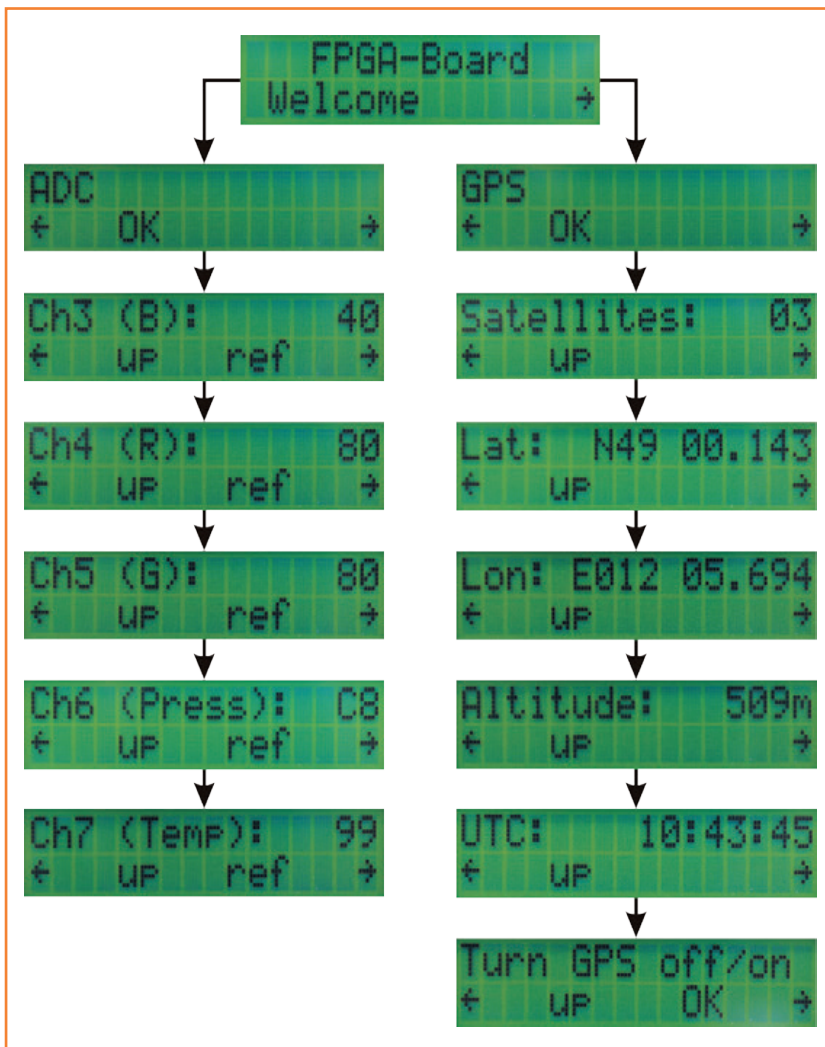 FPGA-Board
Welcome →
ADC
← OK →
Ch3 (B): 40
← up ref →
Ch4 (R): 80
← up ref →
Ch5 (G): 80
← up ref →
Ch6 (Press): C8
← up ref →
Ch7 (Temp): 99
← up ref →
GPS
← OK →
Satellites: 03
← up →
Lat: N49 00.143
← up →
Lon: E012 05.694
← up →
Altitude: 509m
← up →
UTC: 10:43:45
← up →
Turn GPS off/on
← up OK →